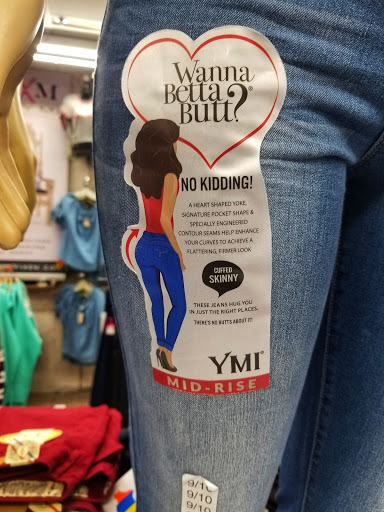 Wanna
Betta
Butt?®
NO KIDDING!
A HEART SHAPED YOKE,
SIGNATURE POCKET SHAPE &
SPECIALLY ENGINEERED
CONTOUR SEAMS HELP ENHANCE
YOUR CURVES TO ACHIEVE A
FLATTERING, FIRMER LOOK
CUFFED
SKINNY
THESE JEANS HUG YOU
IN JUST THE RIGHT PLACES.
THERE'S NO BUTTS ABOUT IT!
YMI®
MID-RISE
9/10
9/10
9/10